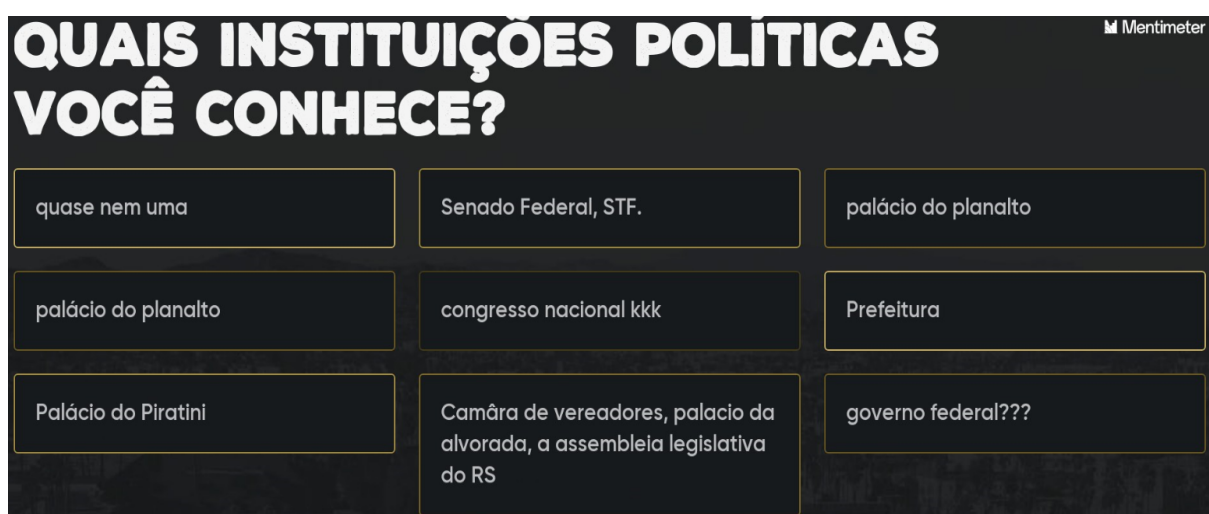 QUAIS INSTITUIÇÕES POLÍTICAS
VOCÊ CONHECE?
Mentimeter
quase nem uma
Senado Federal, STF.
palácio do planalto
palácio do planalto
congresso nacional kkk
Prefeitura
Palácio do Piratini
Camâra de vereadores, palacio da
alvorada, a assembleia legislativa
do RS
governo federal???